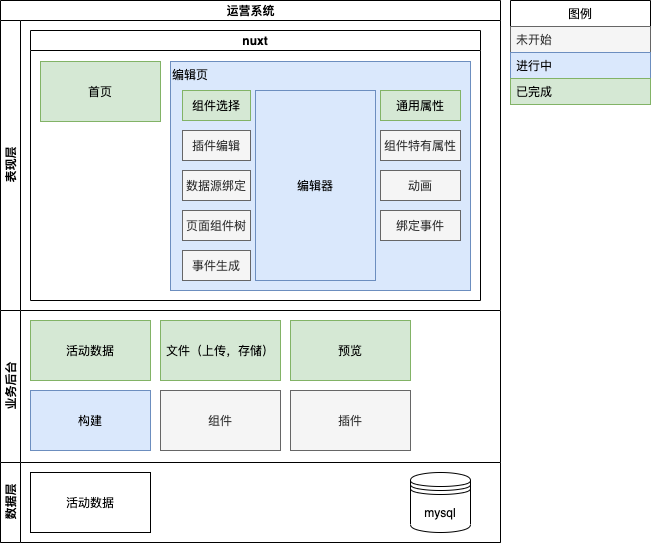 运营系统
图例
未开始
进行中
已完成
表现层
nuxt
首页
编辑页
组件选择
插件编辑
数据源绑定
页面组件树
事件生成
编辑器
通用属性
组件特有属性
动画
绑定事件
业务后台
活动数据
文件（上传，存储）
预览
构建
组件
插件
数据层
活动数据
mysql